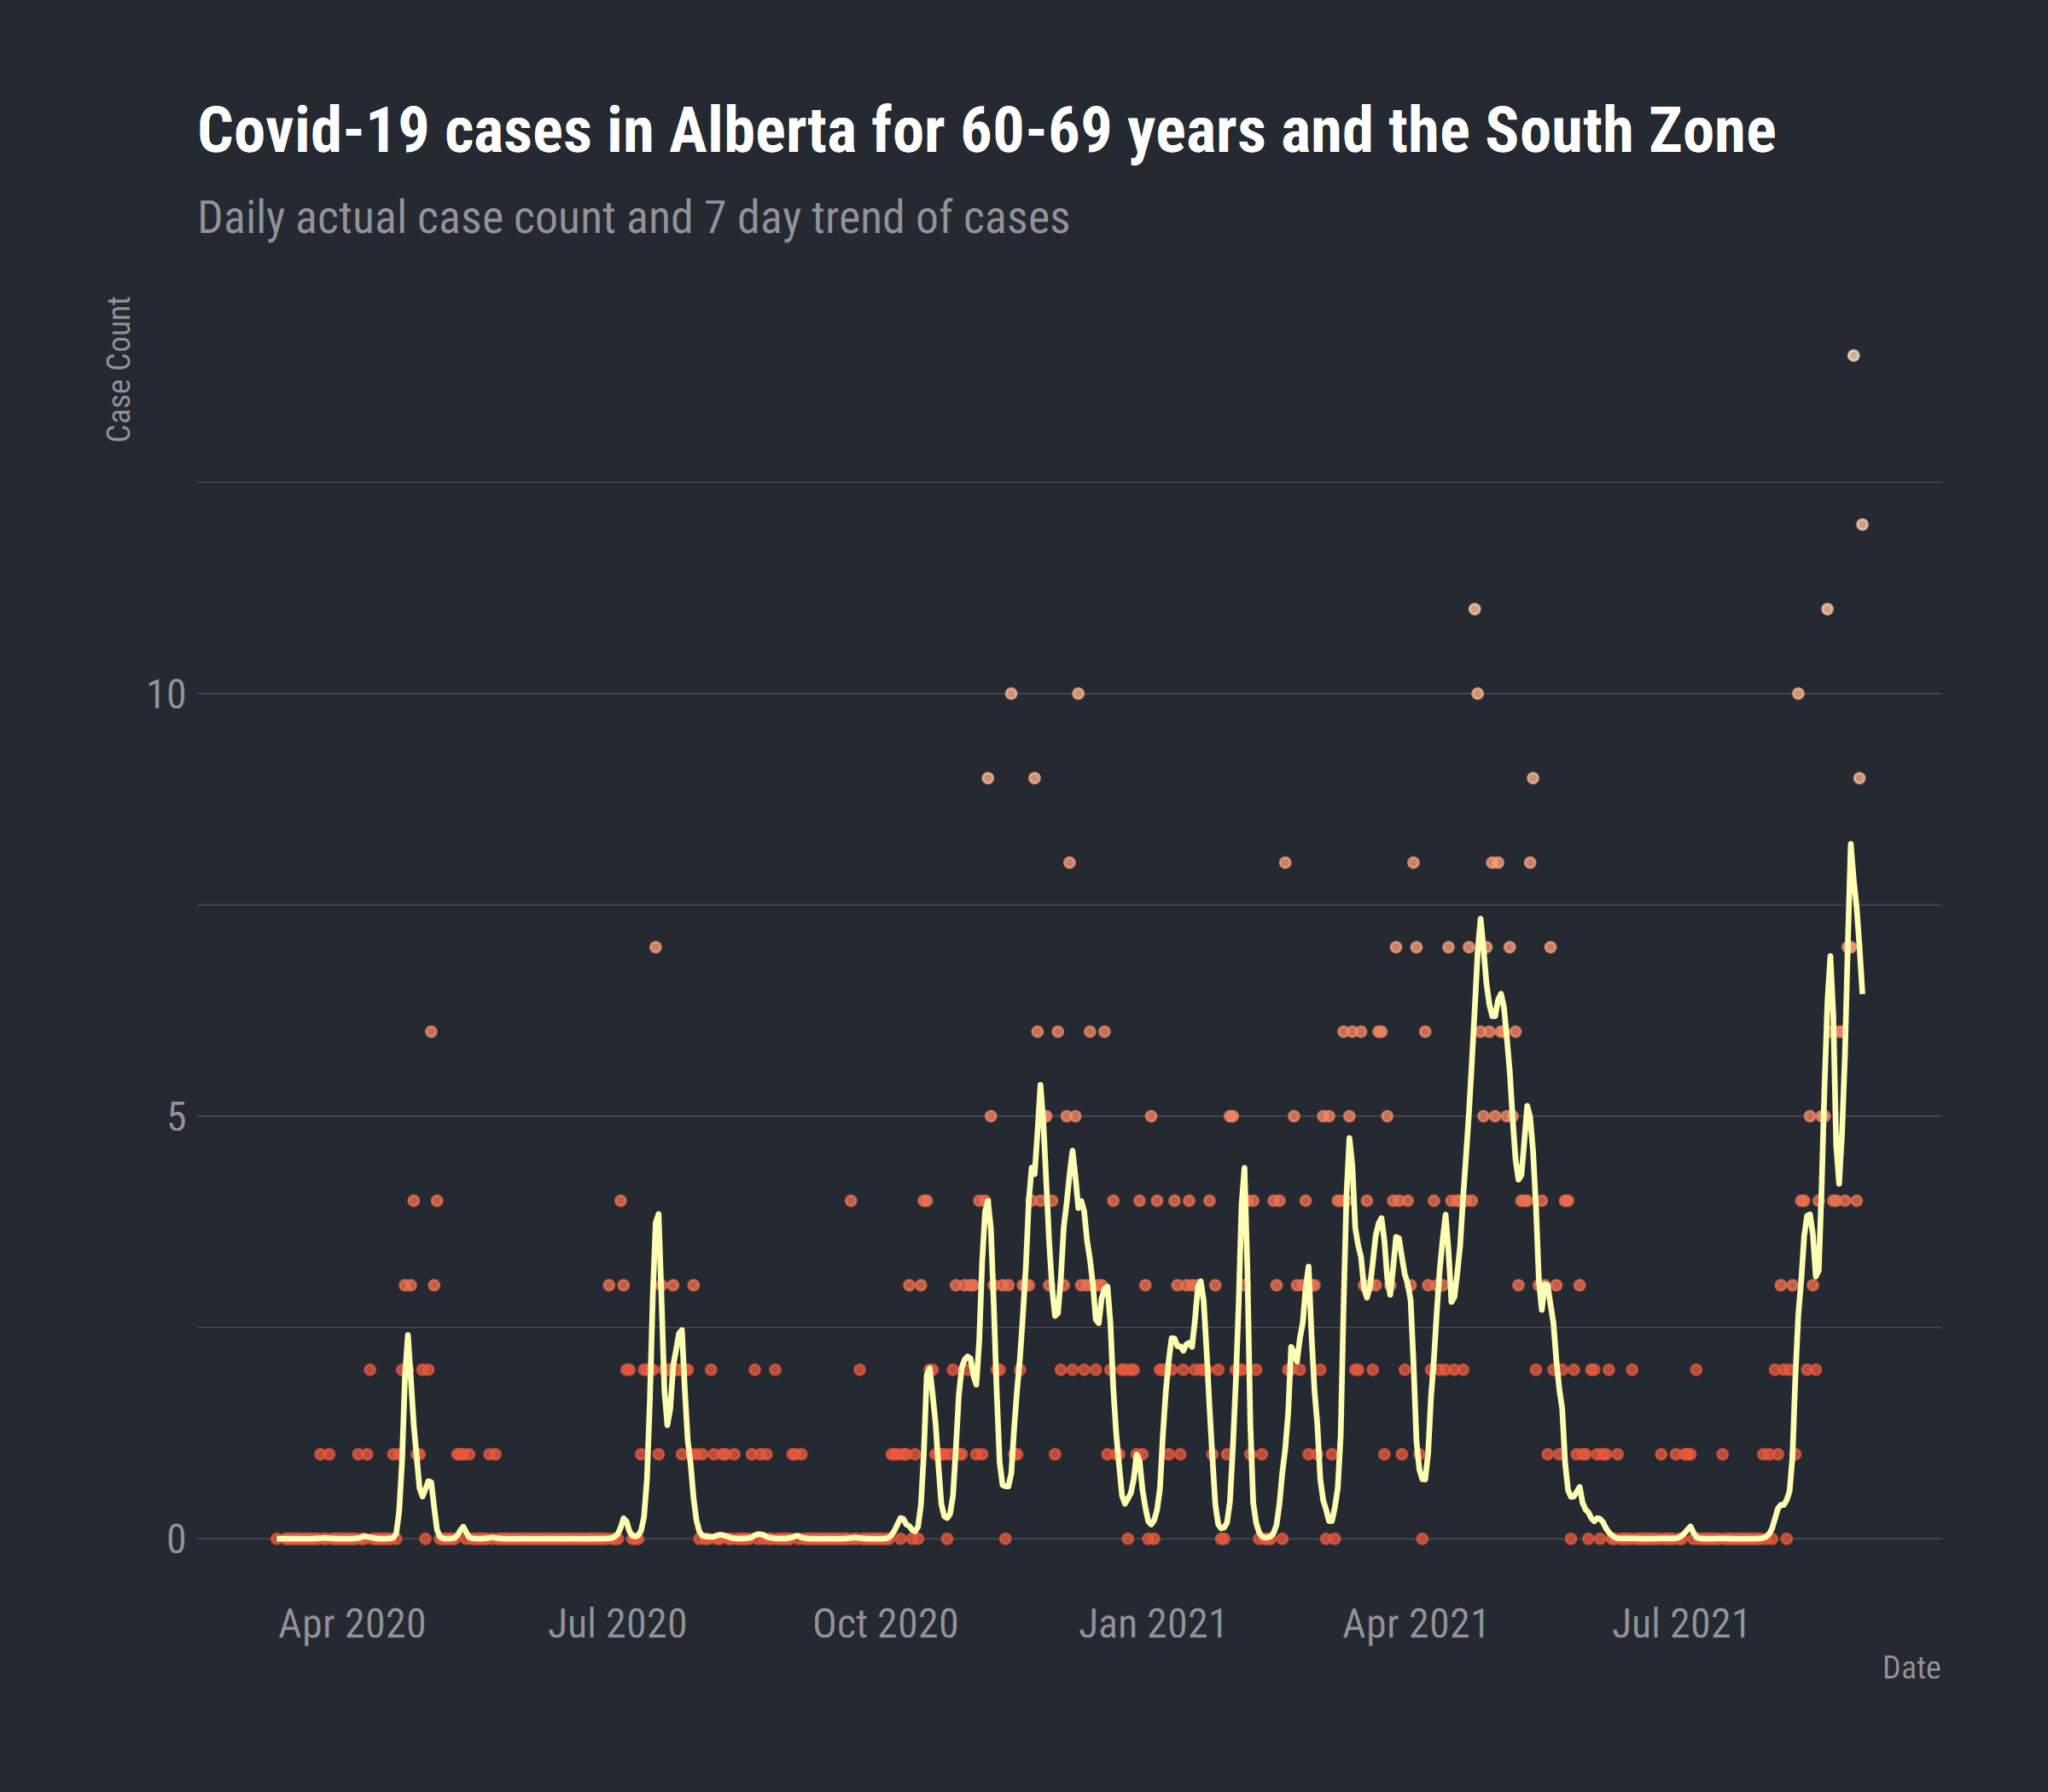 Covid-19 cases in Alberta for 60-69 years and the South Zone
Daily actual case count and 7 day trend of cases
Case Count
10
5
0
Apr 2020 Jul 2020 Oct 2020 Jan 2021 Apr 2021 Jul 2021
Date